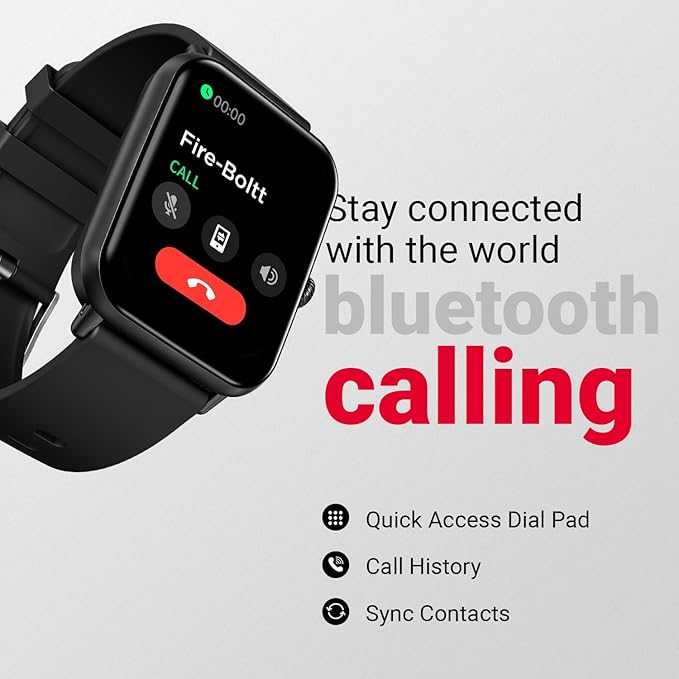 00:00
Fire-Boltt
CALL
Stay connected
with the world
bluetooth
calling
Quick Access Dial Pad
Call History
Sync Contacts